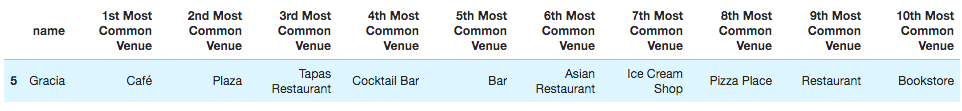 name 1st Most Common Venue 2nd Most Common Venue 3rd Most Common Venue 4th Most Common Venue 5th Most Common Venue 6th Most Common Venue 7th Most Common Venue 8th Most Common Venue 9th Most Common Venue 10th Most Common Venue
5 Gracia Café Plaza Tapas Restaurant Cocktail Bar Bar Asian Restaurant Ice Cream Shop Pizza Place Restaurant Bookstore